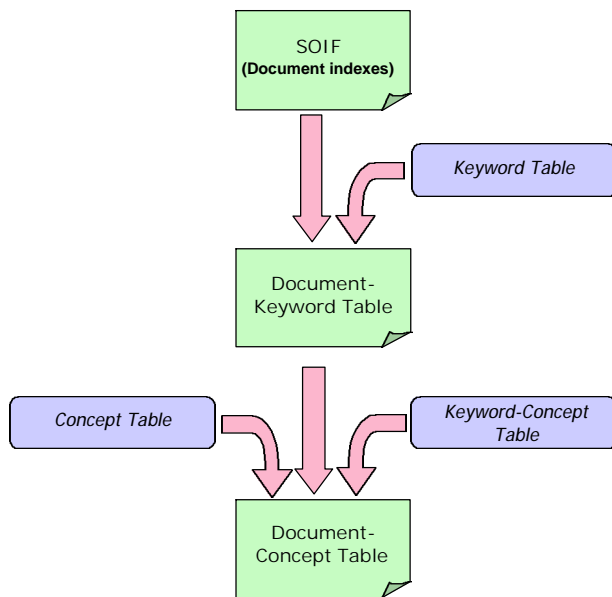 SOIF
(Document indexes)
Keyword Table
Document-
Keyword Table
Concept Table
Keyword-Concept
Table
Document-
Concept Table